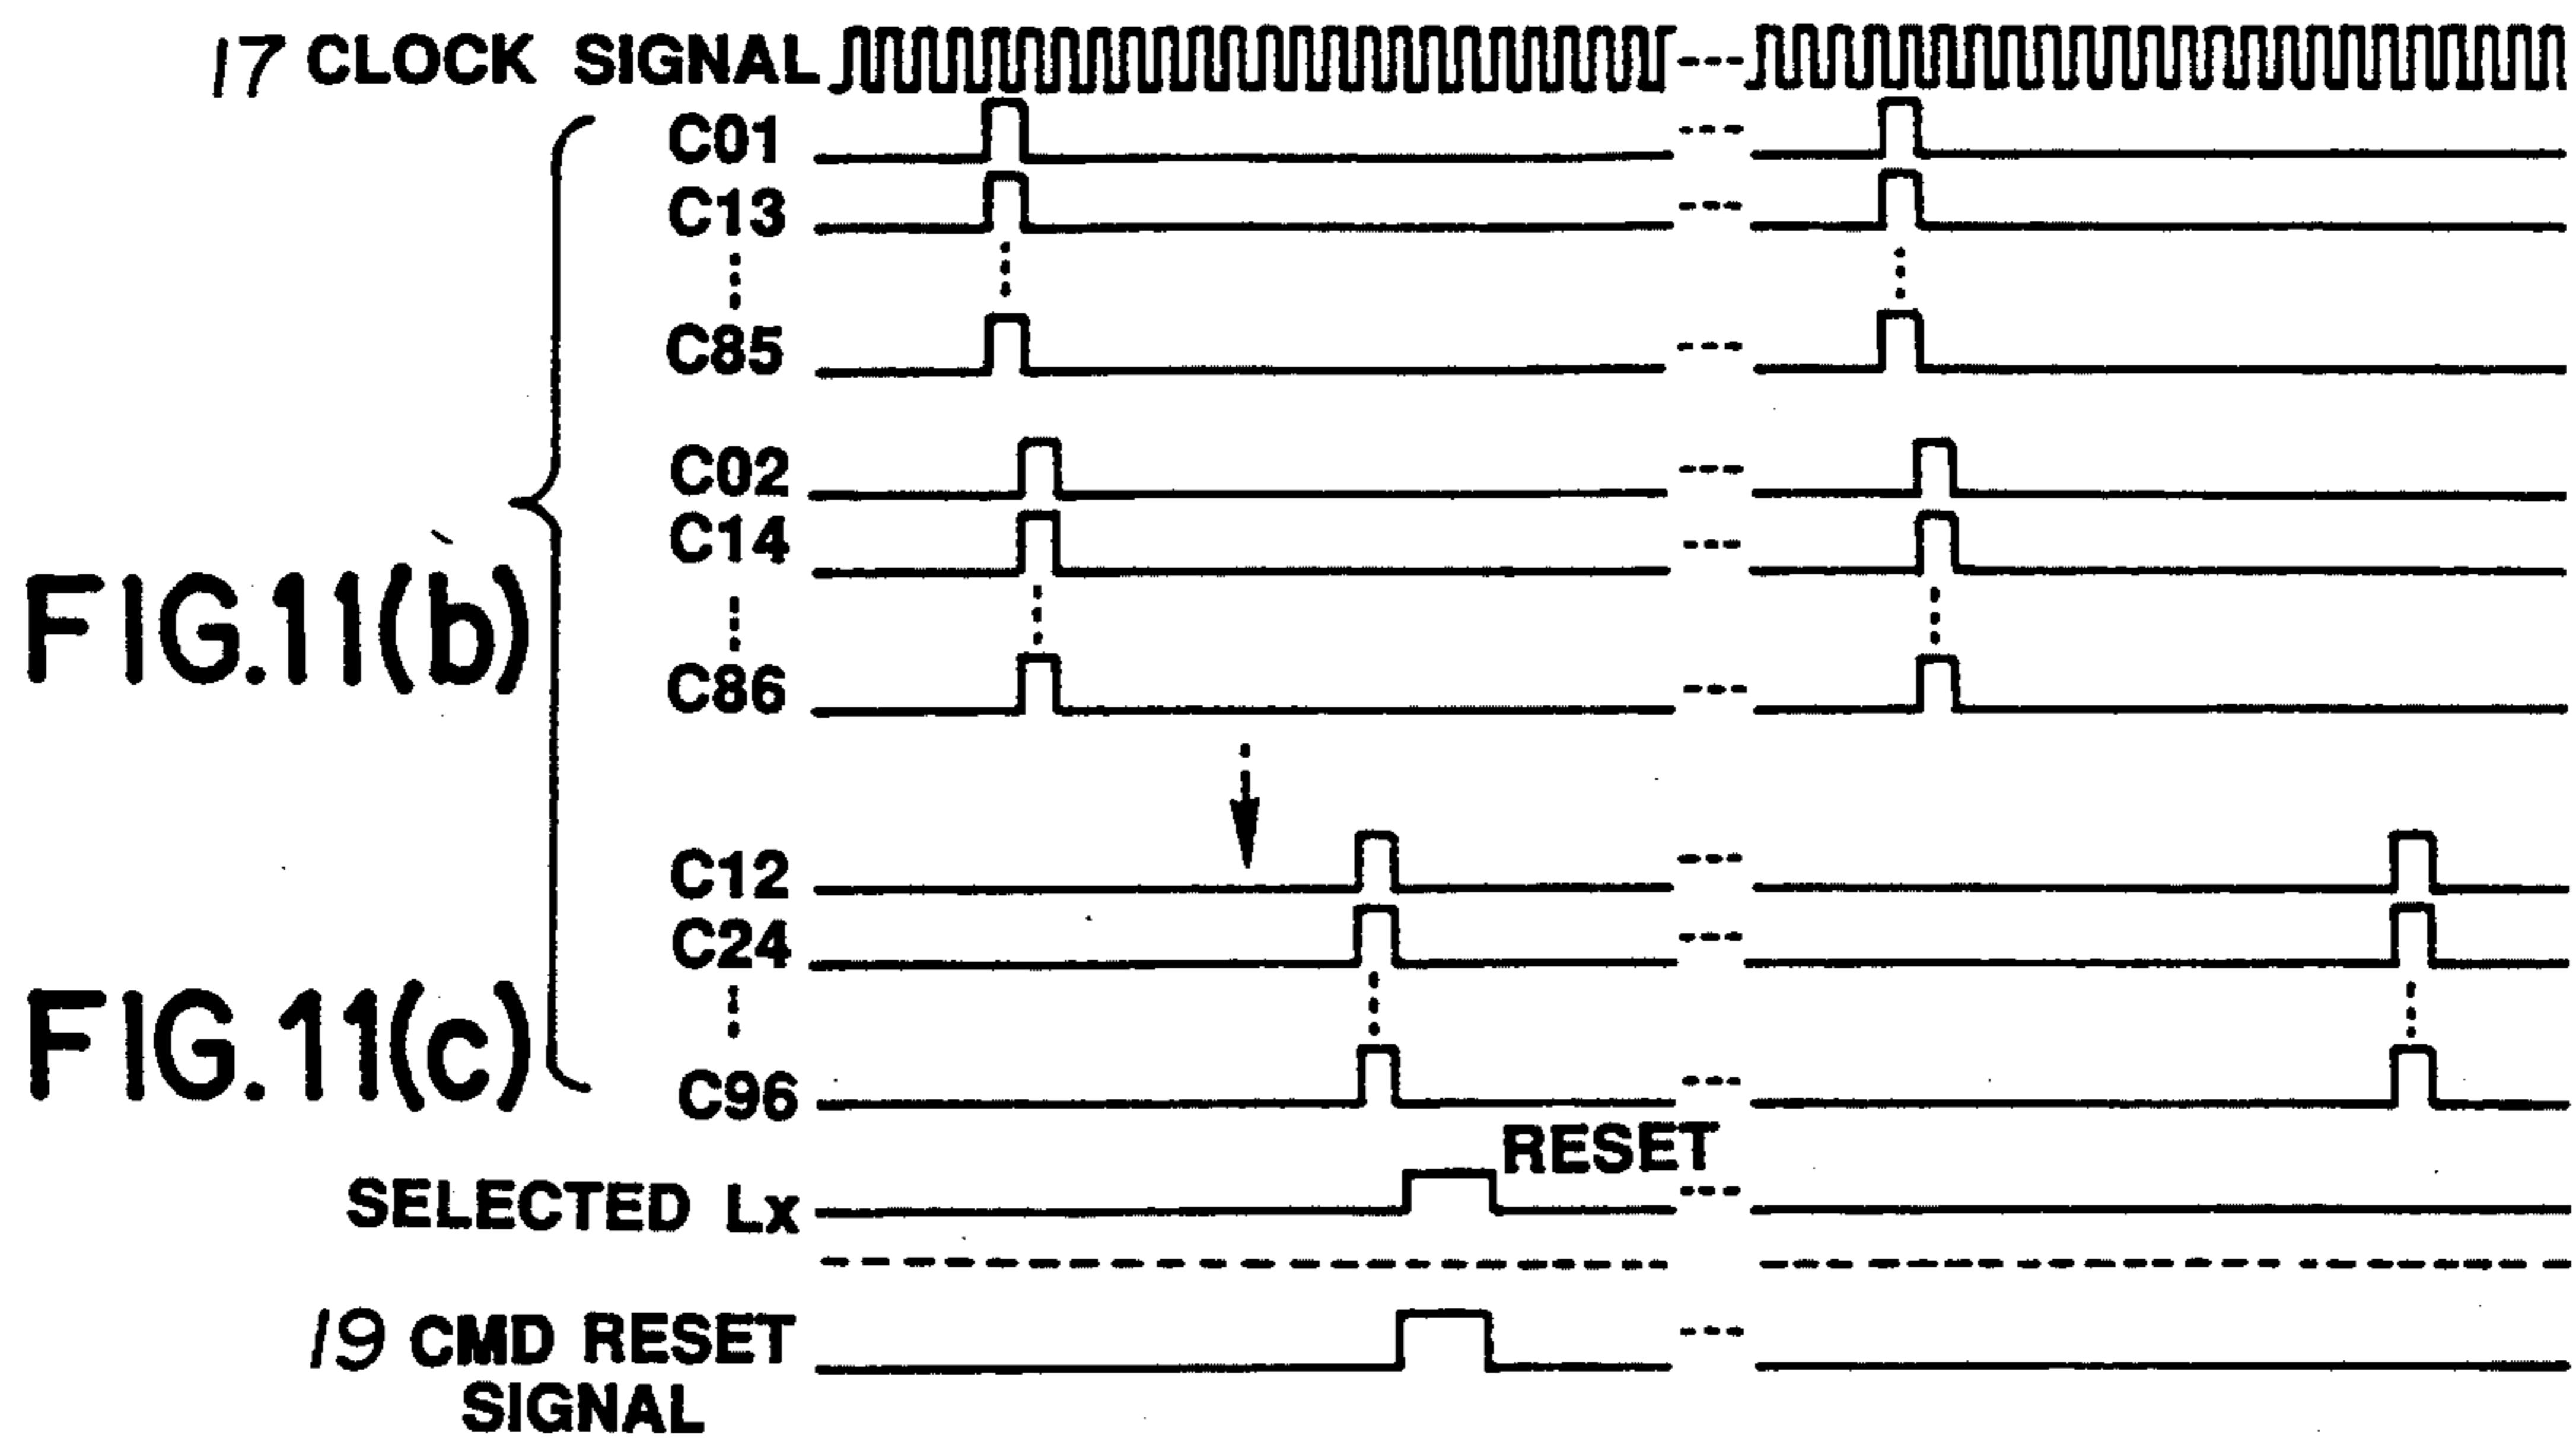 17 CLOCK SIGNAL
C01
C13
C85
C02
C14
FIG.11(b)
C86
C12
C24
FIG.11(c)
C96
RESET
SELECTED Lx
19 CMD RESET
SIGNAL